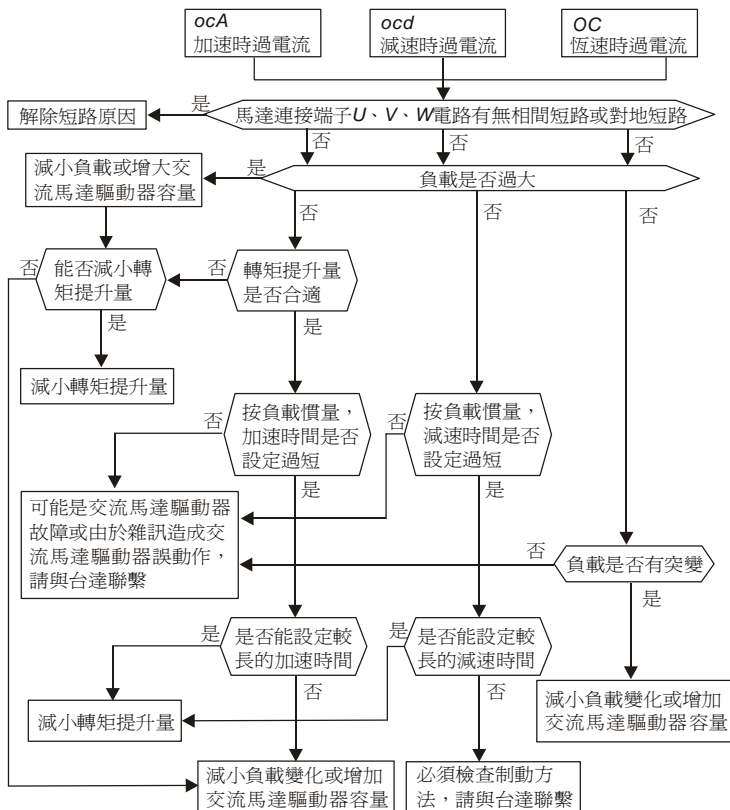 ocA
加速時過電流
ocd
減速時過電流
OC
恆速時過電流
馬達連接端子U、V、W電路有無相間短路或對地短路
是
解除短路原因
否
否
否
負載是否過大
是
減小負載或增大交
流馬達驅動器容量
否
否
否
轉矩提升量
是否合適
否
能否減小轉
矩提升量
否
是
是
減小轉矩提升量
按負載慣量，
加速時間是否
設定過短
否
按負載慣量，
減速時間是否
設定過短
否
是
是
可能是交流馬達驅動器
故障或由於雜訊造成交
流馬達驅動器誤動作，
請與台達聯繫
否
負載是否有突變
是
是否能設定較
長的加速時間
是
是否能設定較
長的減速時間
是
否
否
減小轉矩提升量
減小負載變化或增加
交流馬達驅動器容量
減小負載變化或增加
交流馬達驅動器容量
必須檢查制動方
法，請與台達聯繫